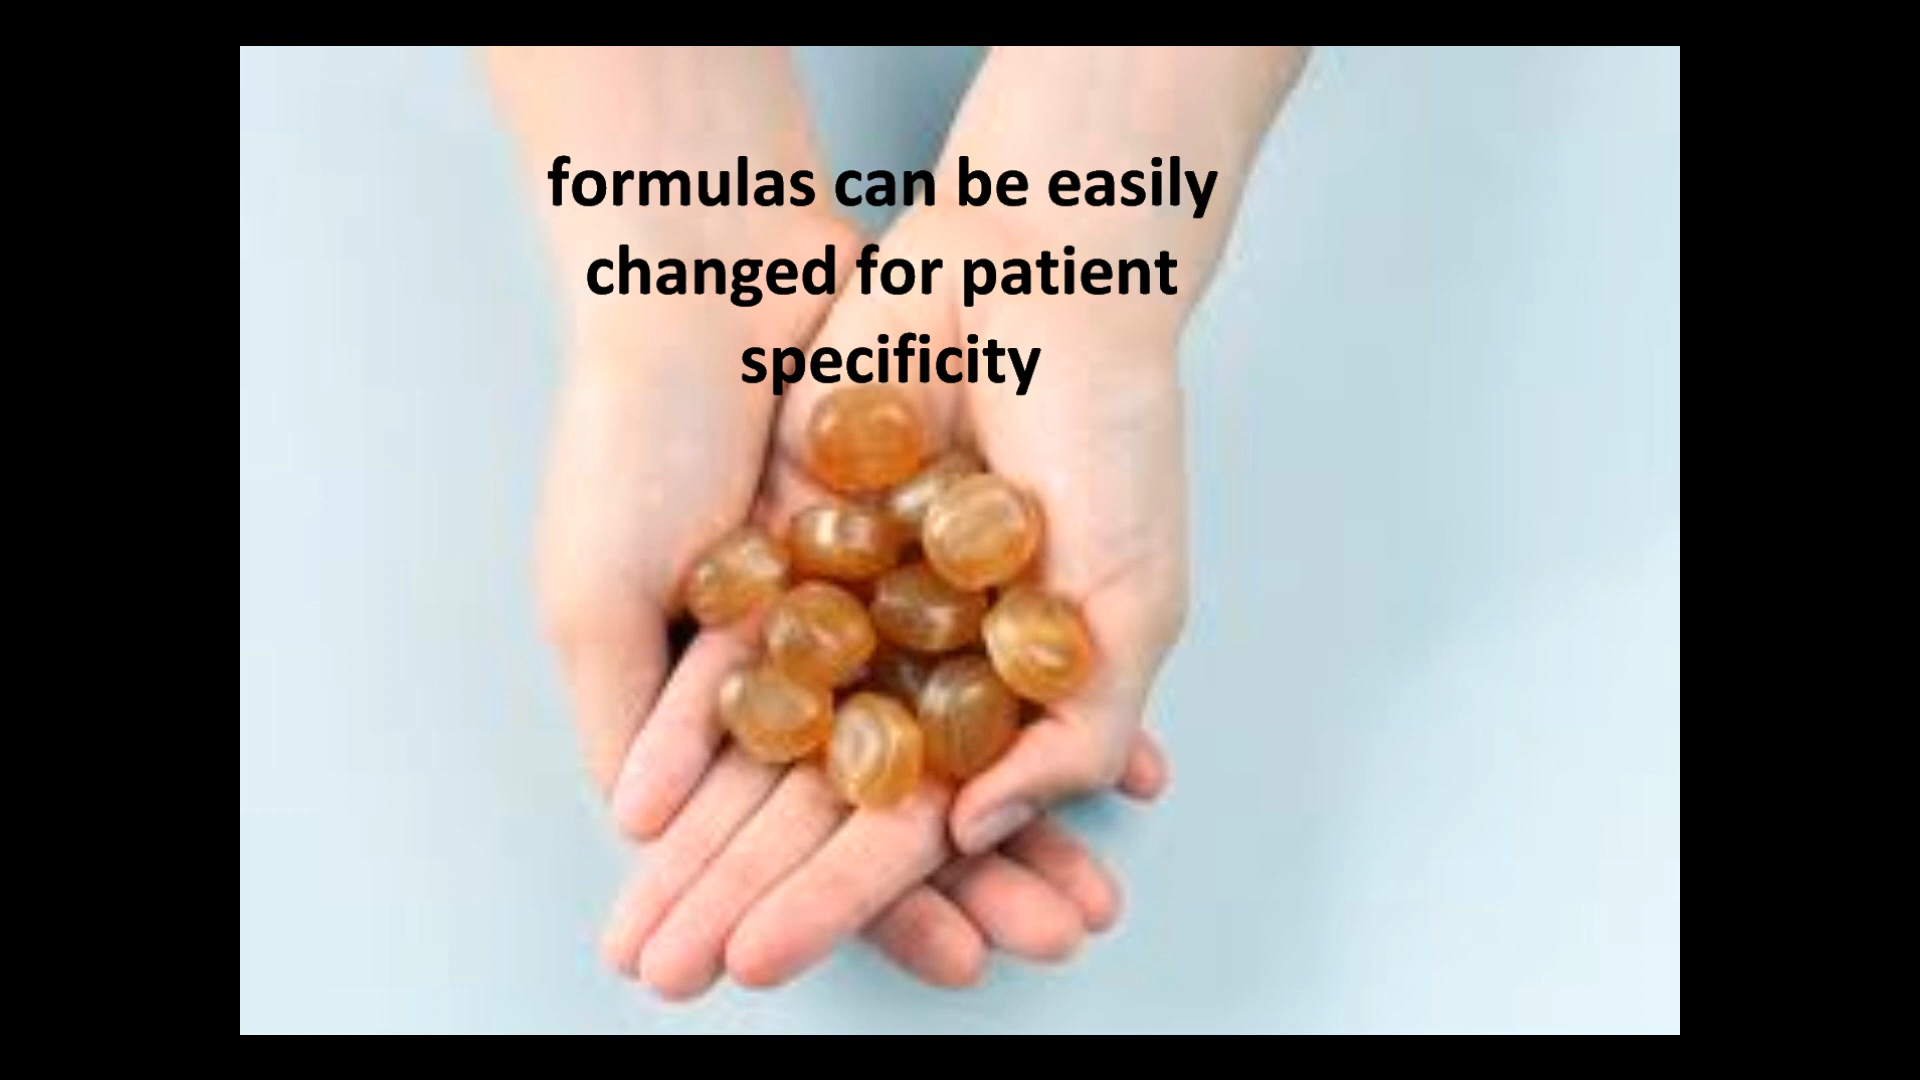 formulas can be easily
changed for patient
specificity